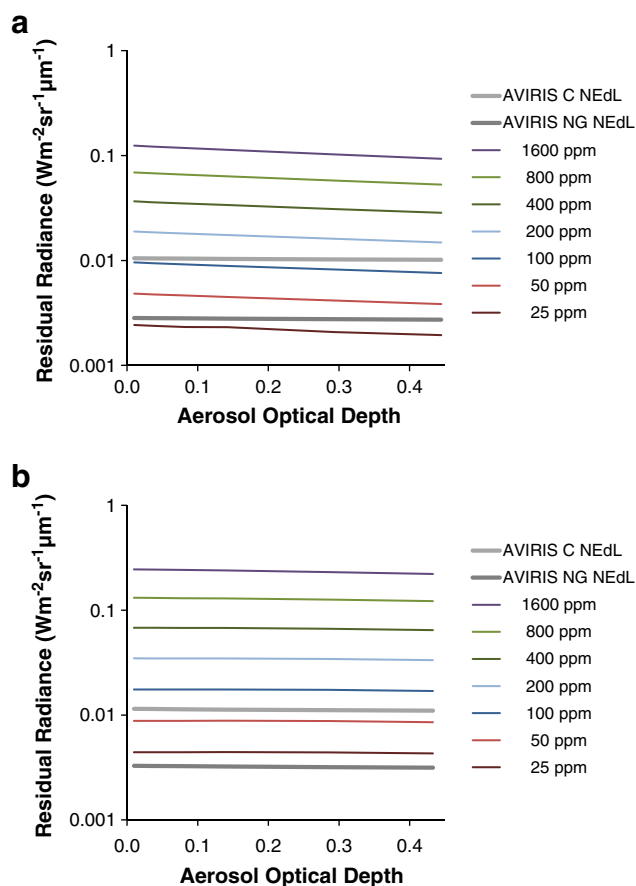 a
Residual Radiance (Wm-2sr-1µm-1)
1
0.1
0.01
0.001
0.0 0.1 0.2 0.3 0.4
Aerosol Optical Depth
AVIRIS C NEdL
AVIRIS NG NEdL
1600 ppm
800 ppm
400 ppm
200 ppm
100 ppm
50 ppm
25 ppm
b
Residual Radiance (Wm-2sr-1µm-1)
1
0.1
0.01
0.001
0.0 0.1 0.2 0.3 0.4
Aerosol Optical Depth
AVIRIS C NEdL
AVIRIS NG NEdL
1600 ppm
800 ppm
400 ppm
200 ppm
100 ppm
50 ppm
25 ppm